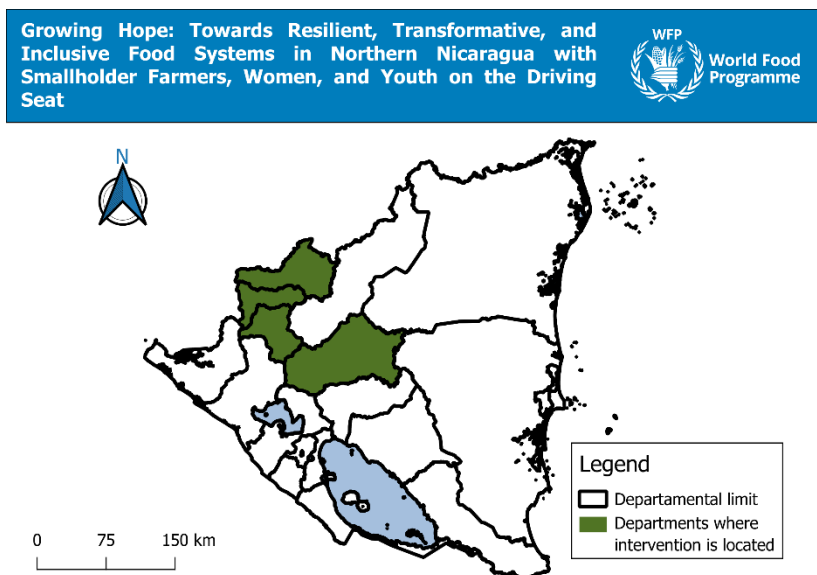 Growing Hope: Towards Resilient, Transformative, and
Inclusive Food Systems in Northern Nicaragua with
Smallholder Farmers, Women, and Youth on the Driving
Seat
WFP
World Food
Programme
N
Legend
Departamental limit
Departments where
intervention is located
0 75 150 km